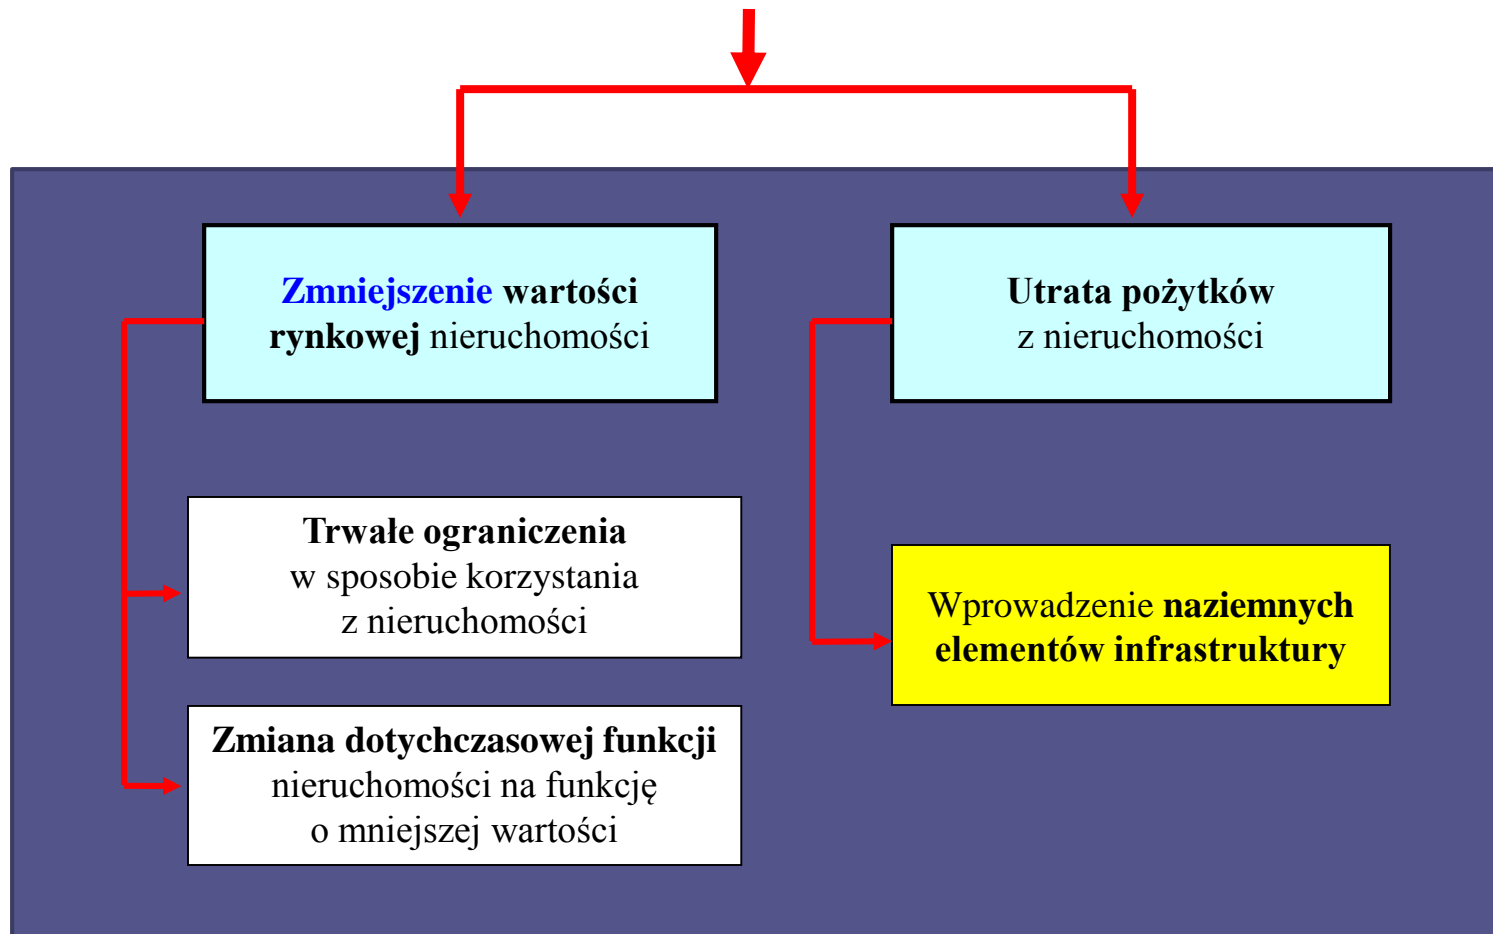 Zmniejszenie wartości
rynkowej nieruchomości
Utrata pożytków
z nieruchomości
Trwałe ograniczenia
w sposobie korzystania
z nieruchomości
Wprowadzenie naziemnych
elementów infrastruktury
Zmiana dotychczasowej funkcji
nieruchomości na funkcję
o mniejszej wartości